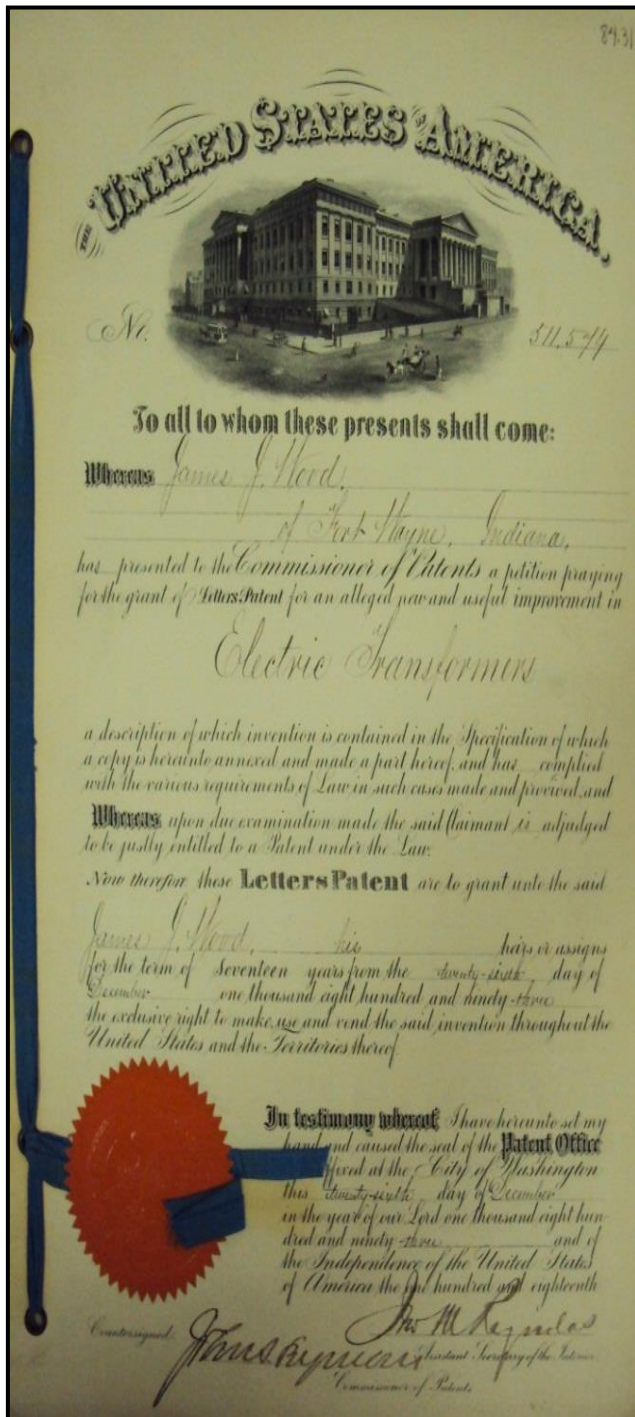 84.31
THE UNITED STATES OF AMERICA.
No. 511,574
To all to whom these presents shall come:
Whereas James J. Wood,
of Fort Wayne, Indiana,
has presented to the Commissioner of Patents a petition praying
for the grant of Letters Patent for an alleged new and useful improvement in
Electric Transformers
a description of which invention is contained in the Specification of which
a copy is hereunto annexed and made a part hereof, and has complied
with the various requirements of Law in such cases made and provived, and
Whereas upon due examination made the said Claimant is adjudged
to be justly entitled to a Patent under the Law.
Now therefore these Letters Patent are to grant unto the said
James J. Wood, his heirs or assigns
for the term of Seventeen years from the twenty-sixth day of
December one thousand eight hundred and ninety-three
the exclusive right to make, use and vend the said invention throughout the
United States and the Territories thereof
In testimony whereof, I have hereunto set my
hand and caused the seal of the Patent Office
ffixed at the City of Washington
this twenty-sixth day of December
in the year of our Lord one thousand eight hun-
dred and ninety-three and of
the Independence of the United States
of America the one hundred and eighteenth
Jno M Reynolds
Countersigned: Assistant Secretary of the Interior.
Commissioner of Patents